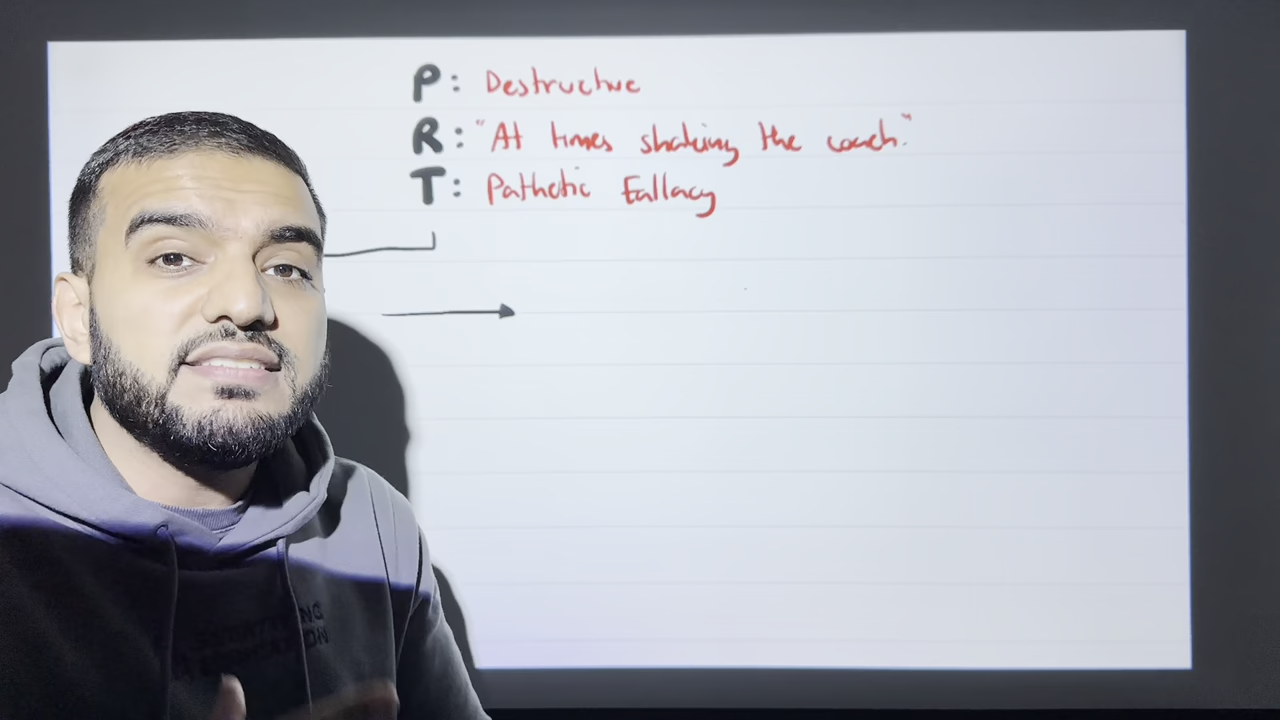 P: Destructive
R: "At times shaking the coach."
T: Pathetic Fallacy